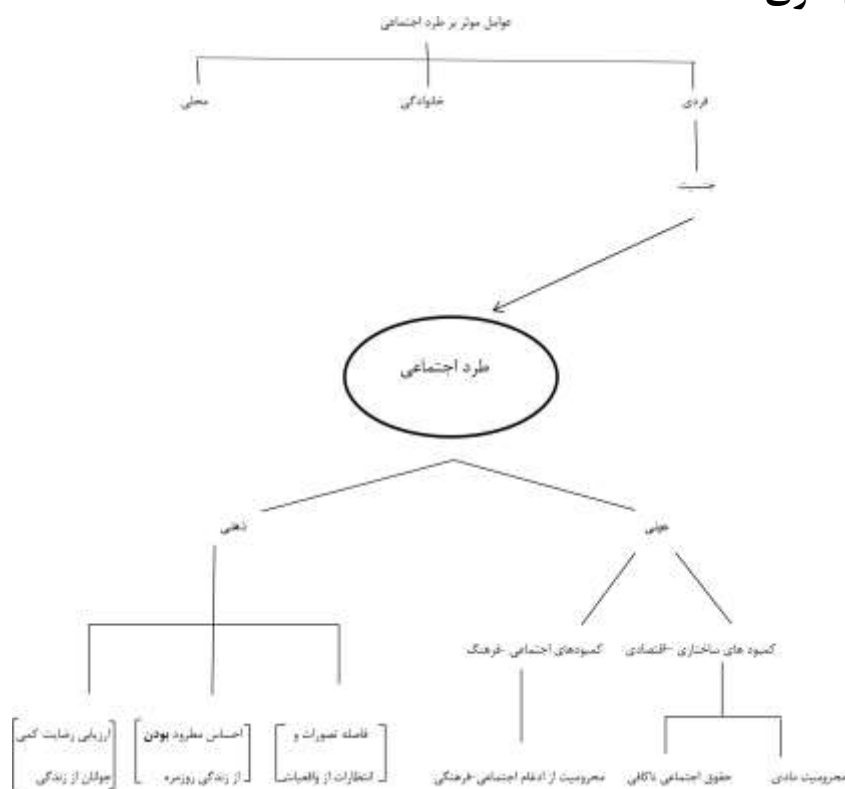 عوامل موثر بر طرد اجتماعی
فردی
خانوادگی
محلی
جنسیت
طرد اجتماعی
عینی
ذهنی
کمبود های ساختاری -اقتصادی
کمبودهای اجتماعی -فرهنگ
محرومیت مادی
حقوق اجتماعی ناکافی
محرومیت از ادغام اجتماعی-فرهنگی
فاصله تصورات و
انتظارات از واقعیات
احساس مطرود بودن
از زندگی روزمره
ارزیابی رضایت کمی
جوانان از زندگی